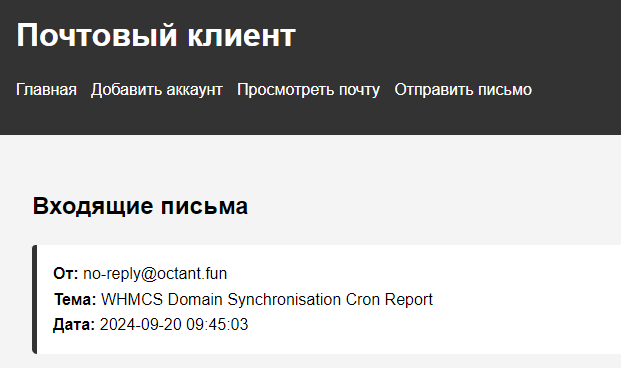 Почтовый клиент
Главная Добавить аккаунт Просмотреть почту Отправить письмо
Входящие письма
От: no-reply@octant.fun
Тема: WHMCS Domain Synchronisation Cron Report
Дата: 2024-09-20 09:45:03